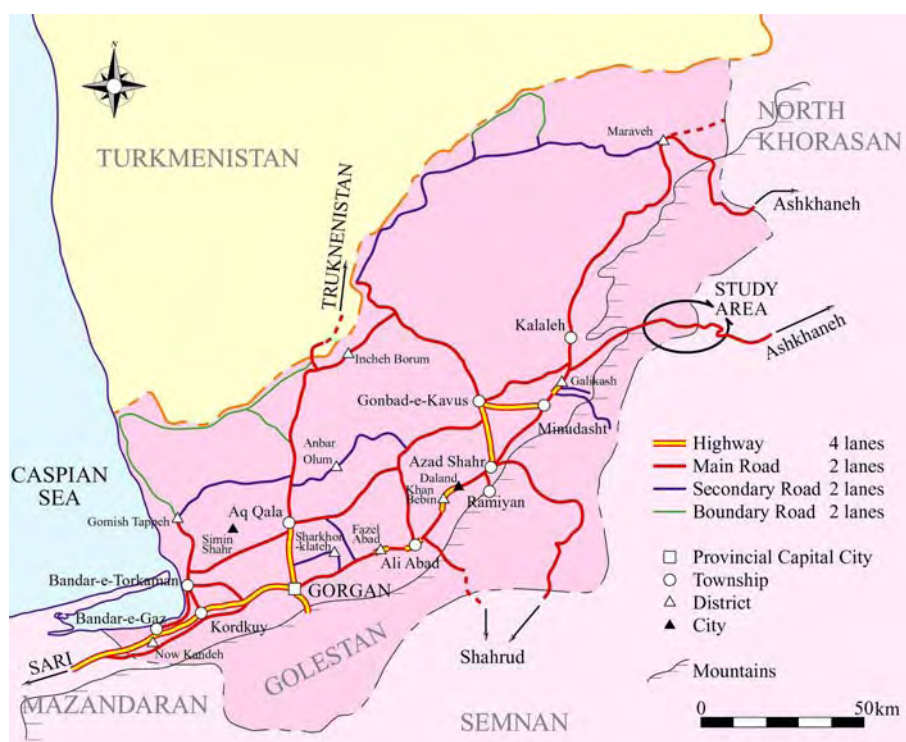 N
TURKMENISTAN
NORTH
KHORASAN
Maraveh
Ashkhaneh
TRUKNENISTAN
STUDY
AREA
Kalaleh
Ashkhaneh
Incheh Borum
Galikash
Gonbad-e-Kavus
Minudasht
Anbar
Olum
Azad Shahr
Daland
Khan
Bebin
Ramiyan
CASPIAN
SEA
Gomish Tappeh
Aq Qala
Simin
Shahr
Sharkhor
-klateh
Fazel
Abad
Ali Abad
Bandar-e-Torkaman
GORGAN
Bandar-e-Gaz
Kordkuy
Now Kandeh
SARI
Shahrud
GOLESTAN
MAZANDARAN
SEMNAN
Highway 4 lanes
Main Road 2 lanes
Secondary Road 2 lanes
Boundary Road 2 lanes
Provincial Capital City
Township
District
City
Mountains
0 50km